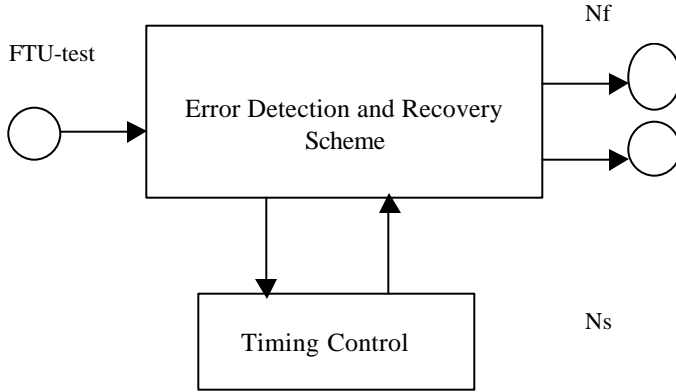 Nf
FTU-test
Error Detection and Recovery
Scheme
Ns
Timing Control